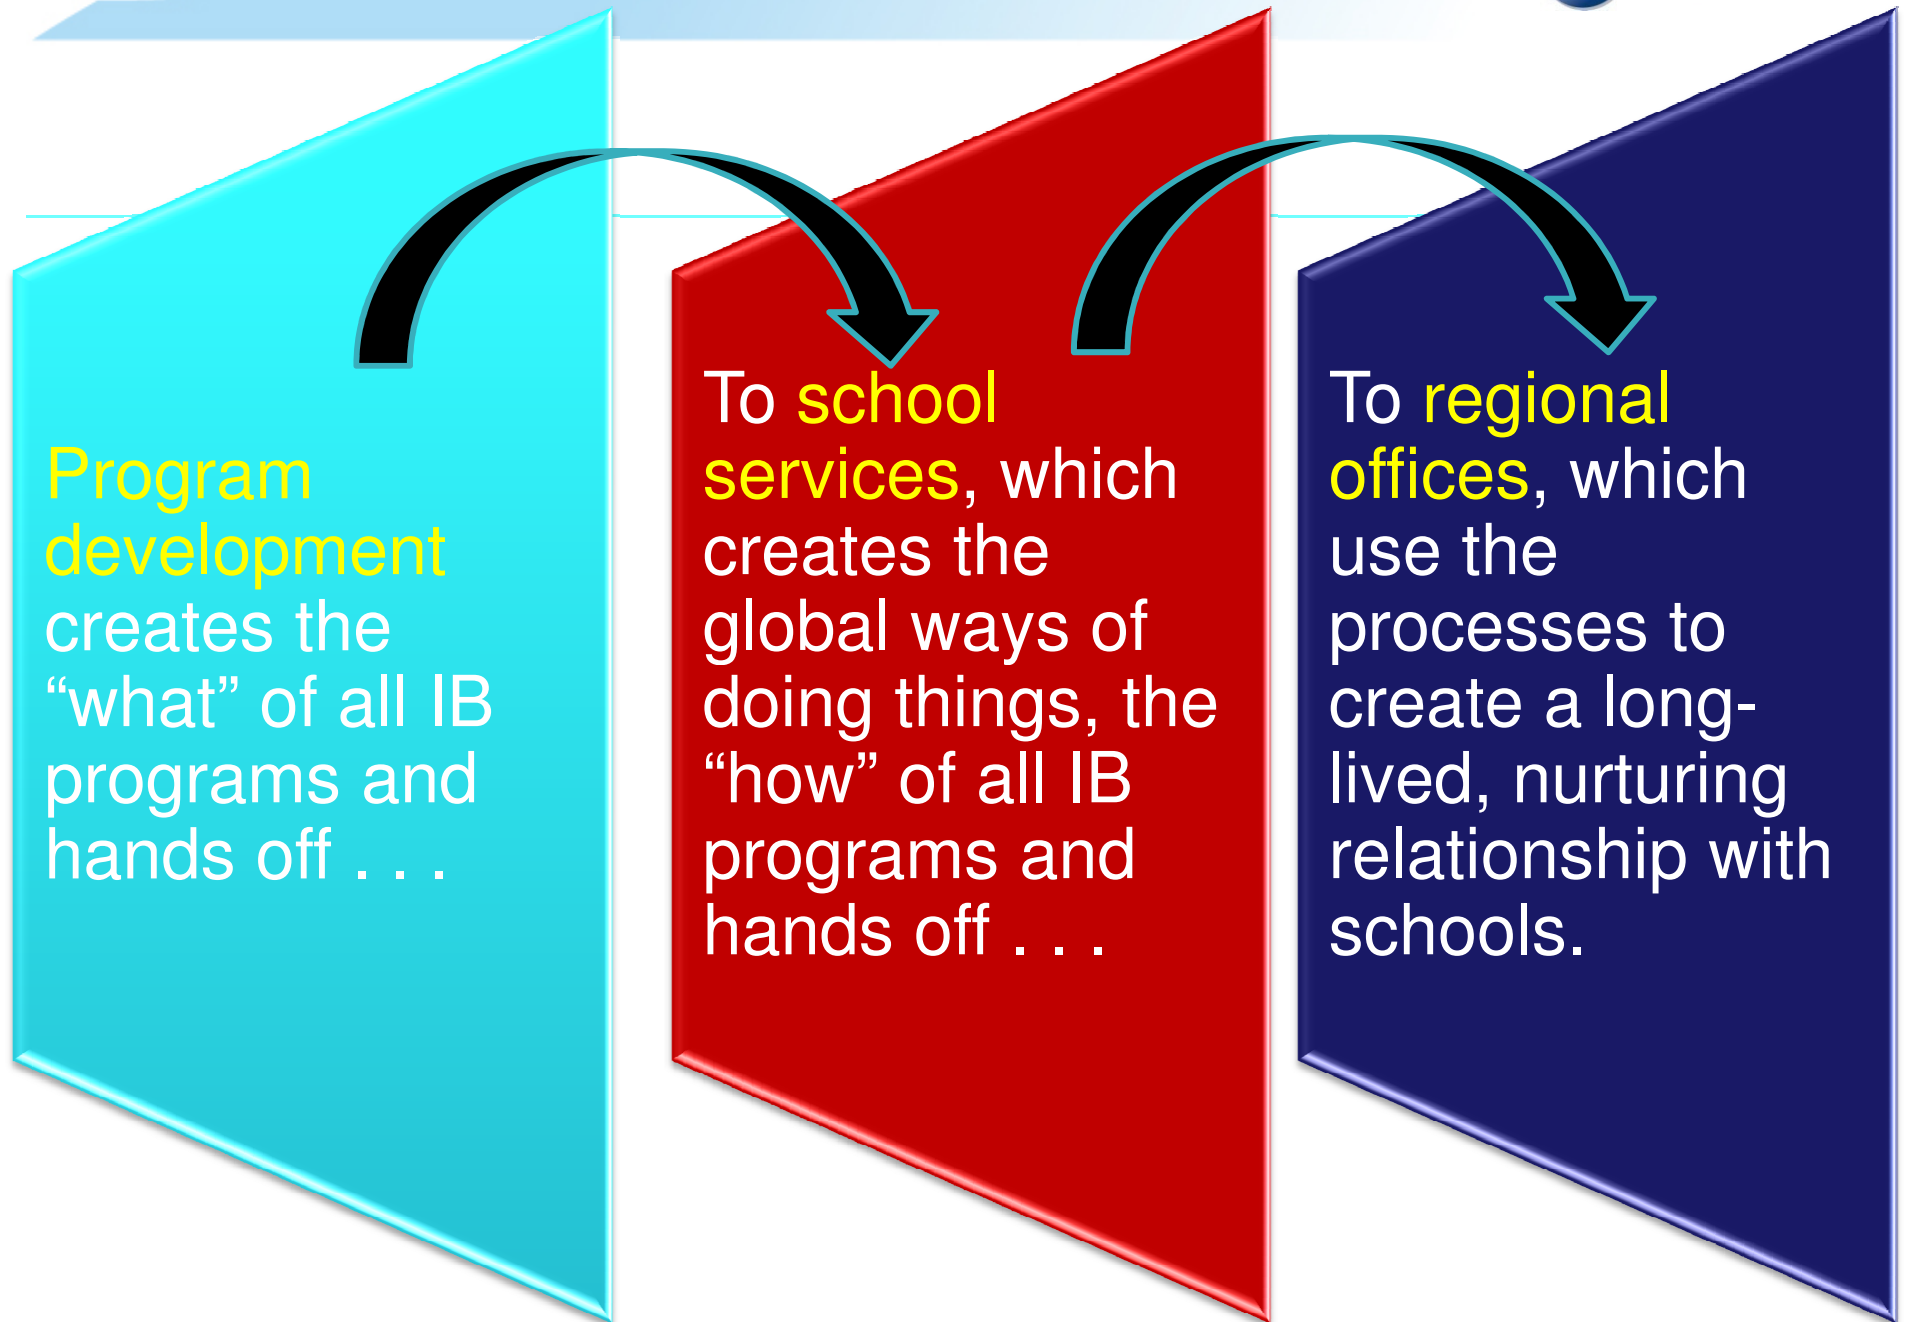 Program
development
creates the
“what” of all IB
programs and
hands off . . .
To school
services, which
creates the
global ways of
doing things, the
“how” of all IB
programs and
hands off . . .
To regional
offices, which
use the
processes to
create a long-
lived, nurturing
relationship with
schools.